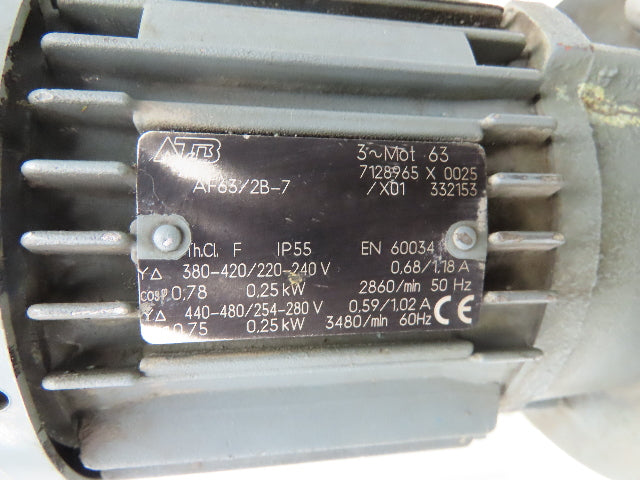 ATB 3~Mot 63
AF63/2B-7 7128965 X 0025
/X01 332153
Th.Cl. F IP55 EN 60034
Y△ 380-420/220-240 V 0,68/1,18 A
cosφ 0,78 0,25 kW 2860/min 50 Hz
Y△ 440-480/254-280 V 0,59/1,02 A
0,75 0,25 kW 3480/min 60Hz CE